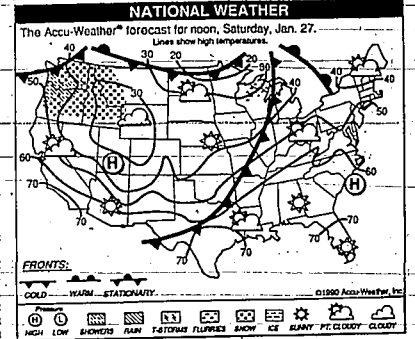 NATIONAL WEATHER
The Accu-Weather® forecast for noon, Saturday, Jan. 27.
Lines show high temperatures.
40 30 20 20 30 40
50 30 40 40 50
60 60
70 70
70 70 70 70
H H
FRONTS:
COLD WARM STATIONARY
©1990 Accu-Weather, Inc.
Pressure
H L
HIGH LOW SHOWERS RAIN T-STORMS FLURRIES SNOW ICE SUNNY PT. CLOUDY CLOUDY